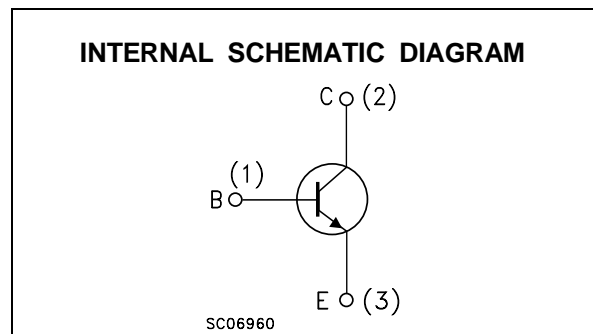 INTERNAL SCHEMATIC DIAGRAM
C (2)
(1)
B
E (3)
SC06960